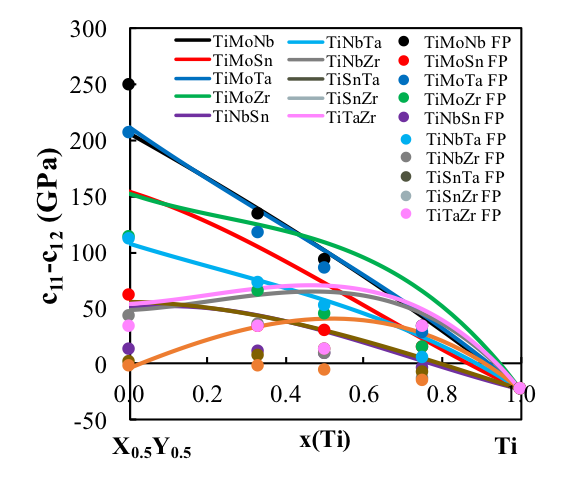 300
250
200
150
100
50
0
-50
c11-c12 (GPa)
TiMoNb
TiMoSn
TiMoTa
TiMoZr
TiNbSn
TiNbTa
TiNbZr
TiSnTa
TiSnZr
TiTaZr
TiMoNb FP
TiMoSn FP
TiMoTa FP
TiMoZr FP
TiNbSn FP
TiNbTa FP
TiNbZr FP
TiSnTa FP
TiSnZr FP
TiTaZr FP
0.0 0.2 0.4 0.6 0.8 1.0
X0.5Y0.5 x(Ti) Ti